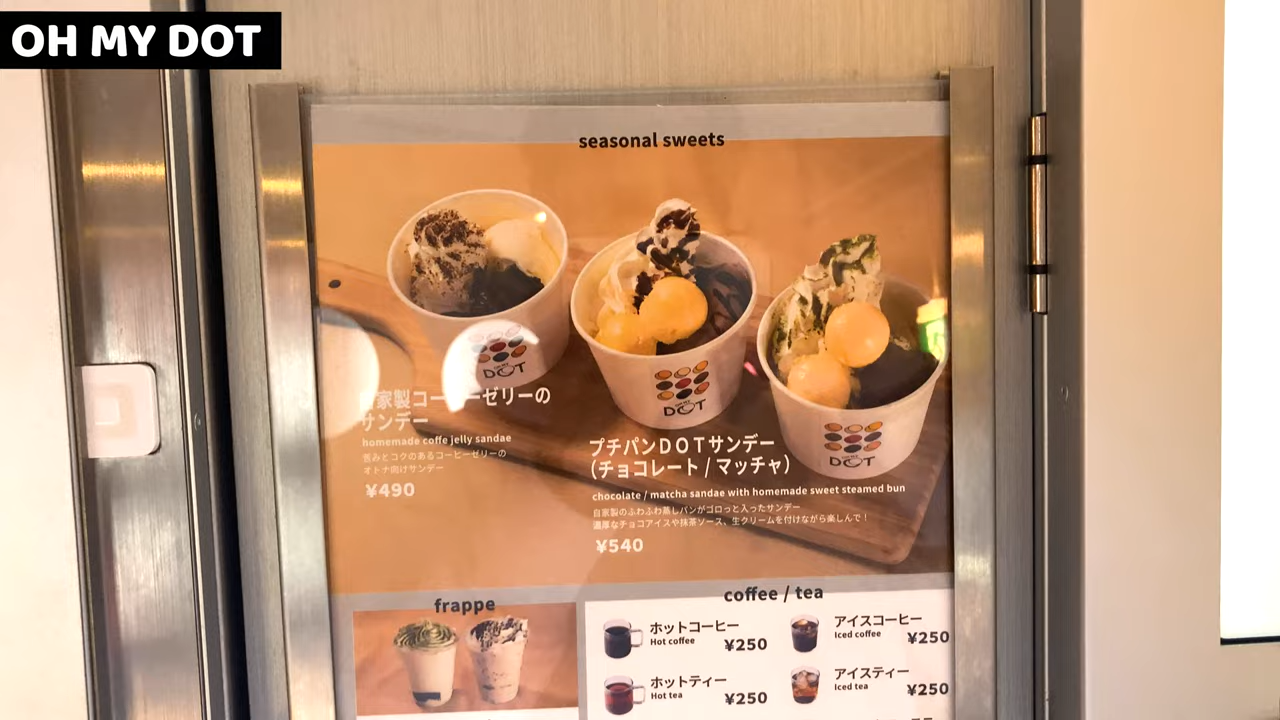 OH MY DOT
seasonal sweets
DOT
DOT
DOT
自家製コーヒーゼリーの
サンデー
homemade coffe jelly sandae
苦みとコクのあるコーヒーゼリーの
オトナ向けサンデー
¥490
プチパンDOTサンデー
(チョコレート / マッチャ)
chocolate / matcha sandae with homemade sweet steamed bun
自家製のふわふわ蒸しパンがゴロっと入ったサンデー
濃厚なチョコアイスや抹茶ソース、生クリームを付けながら楽しんで!
¥540
frappe
coffee / tea
ホットコーヒー
Hot coffee
¥250
アイスコーヒー
Iced coffee
¥250
ホットティー
Hot tea
¥250
アイスティー
Iced tea
¥250